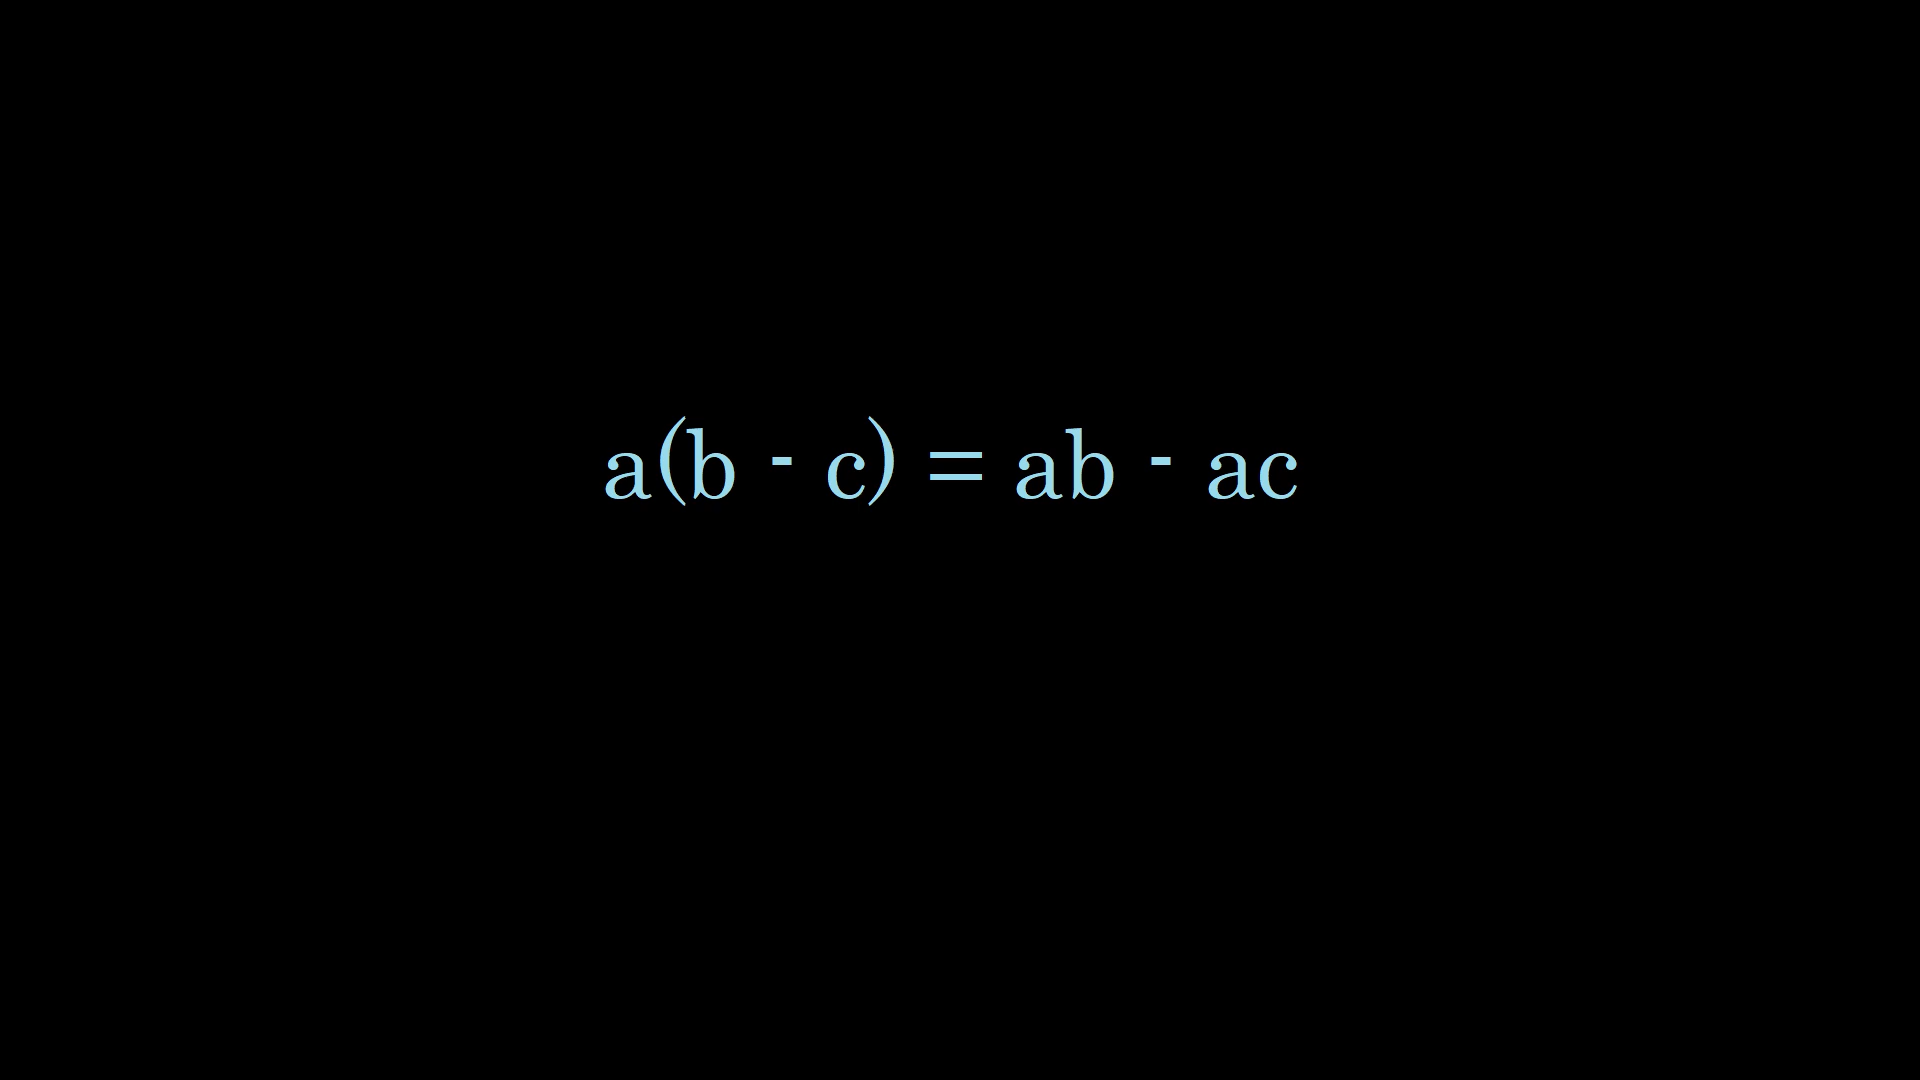 a(b - c) = ab - ac